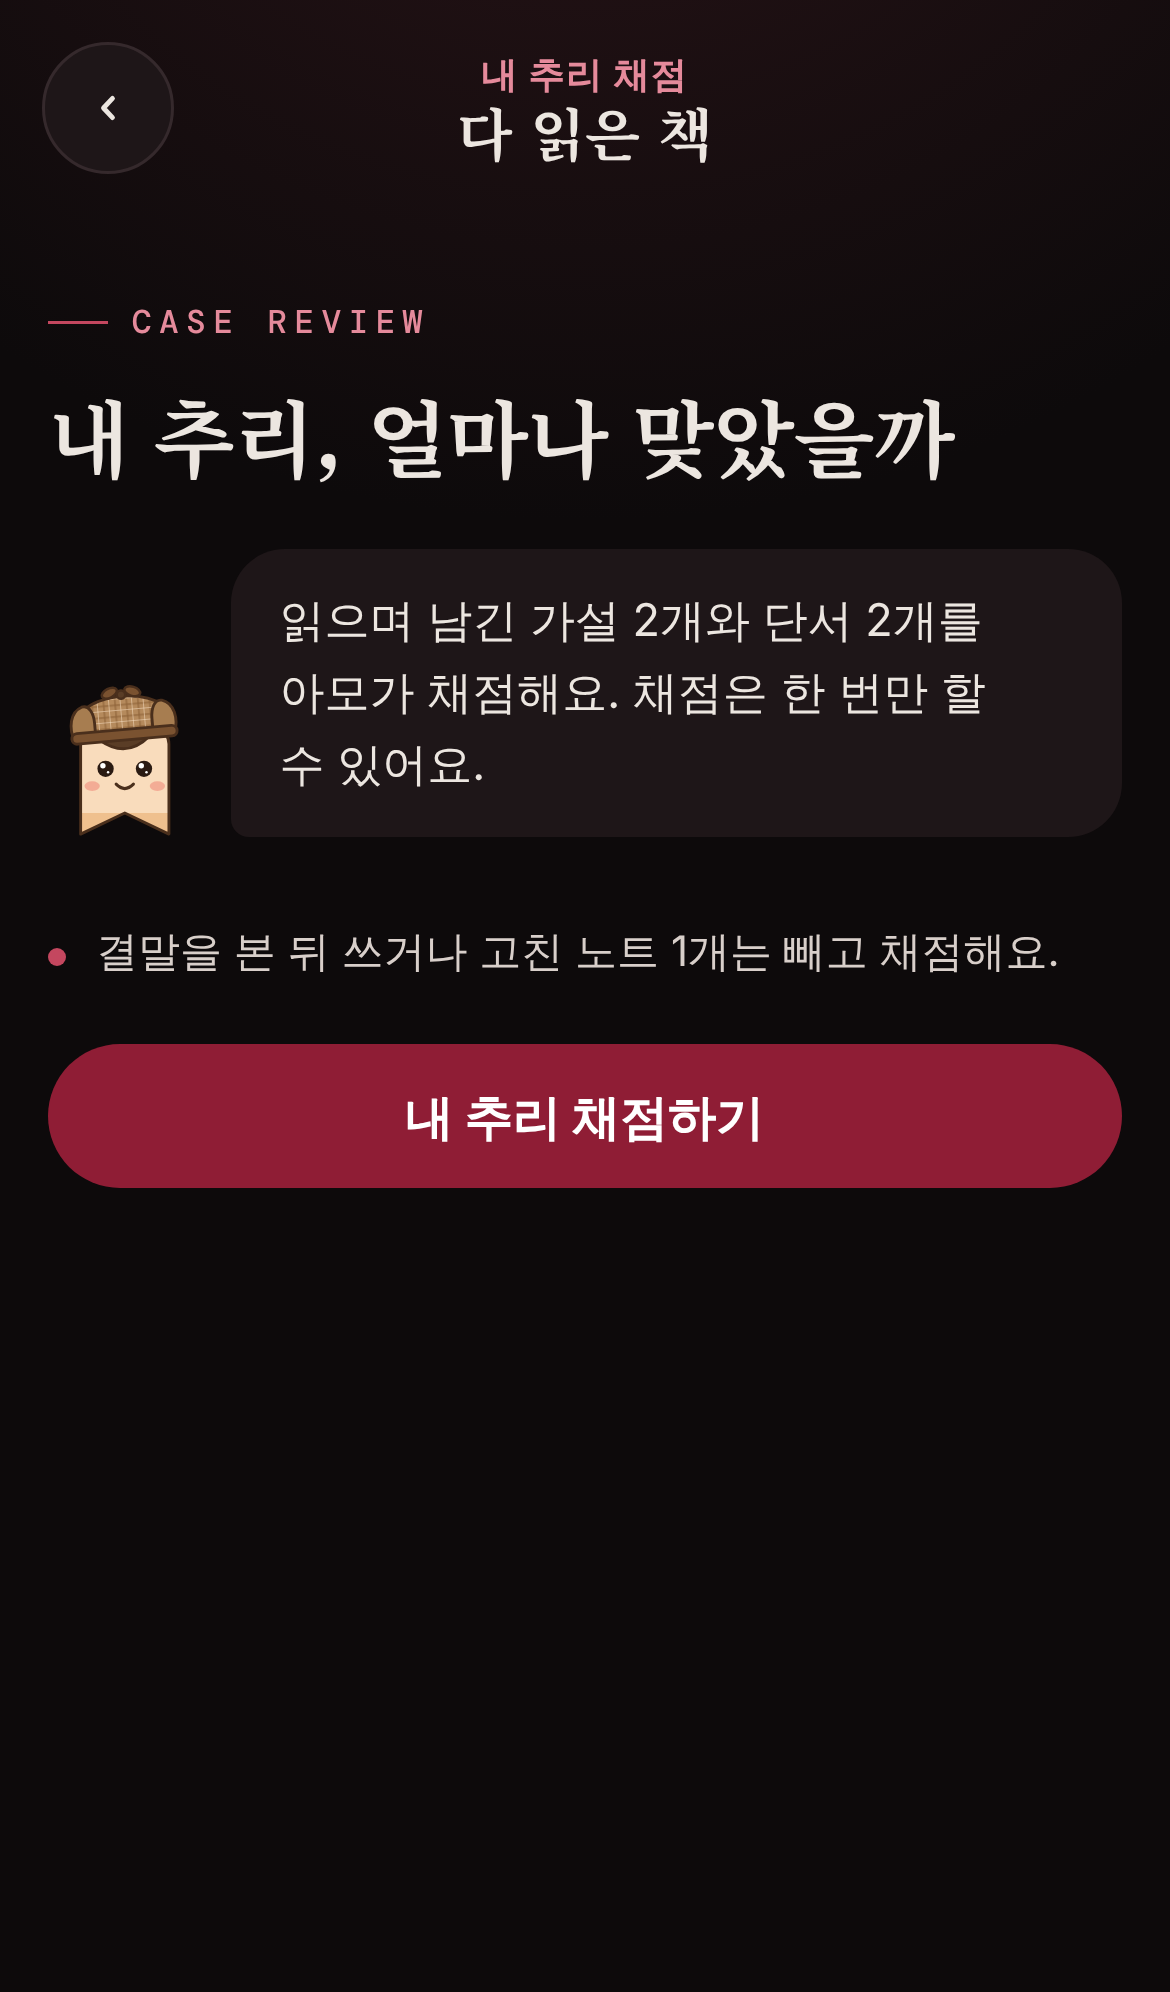 내 추리 채점
다 읽은 책
CASE REVIEW
내 추리, 얼마나 맞았을까
읽으며 남긴 가설 2개와 단서 2개를
아모가 채점해요. 채점은 한 번만 할
수 있어요.
결말을 본 뒤 쓰거나 고친 노트 1개는 빼고 채점해요.
내 추리 채점하기